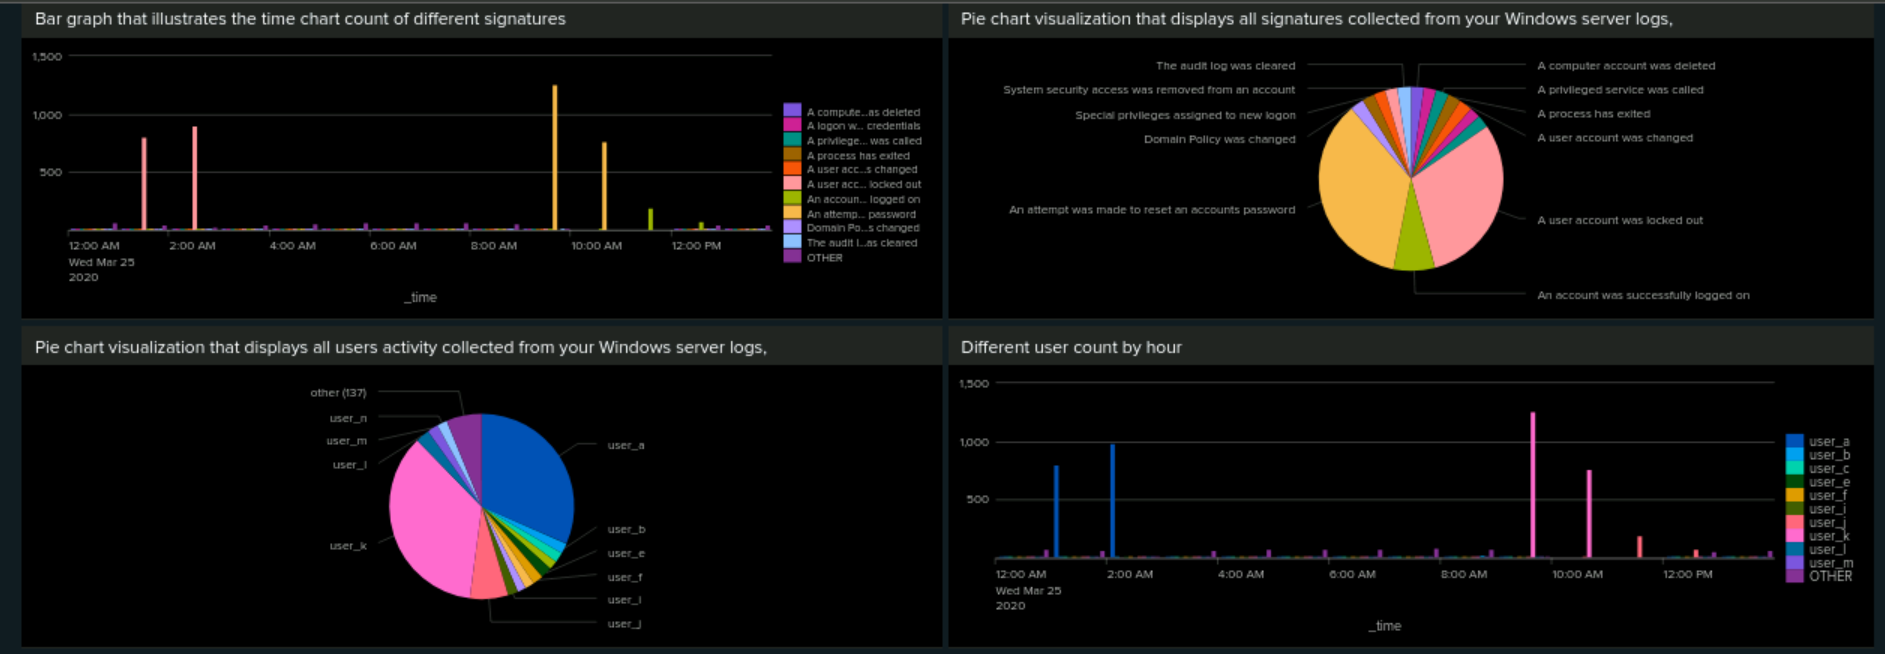 Bar graph that illustrates the time chart count of different signatures
1,500
1,000
500
12:00 AM
Wed Mar 25
2020
2:00 AM
4:00 AM
6:00 AM
8:00 AM
10:00 AM
12:00 PM
_time
A compute...as deleted
A logon w... credentials
A privilege... was called
A process has exited
A user acc...s changed
A user acc... locked out
An accoun... logged on
An attemp... password
Domain Po...s changed
The audit l...as cleared
OTHER
Pie chart visualization that displays all signatures collected from your Windows server logs,
The audit log was cleared
System security access was removed from an account
Special privileges assigned to new logon
Domain Policy was changed
An attempt was made to reset an accounts password
A computer account was deleted
A privileged service was called
A process has exited
A user account was changed
A user account was locked out
An account was successfully logged on
Pie chart visualization that displays all users activity collected from your Windows server logs,
other (137)
user_n
user_m
user_l
user_k
user_a
user_b
user_e
user_f
user_i
user_j
Different user count by hour
1,500
1,000
500
12:00 AM
Wed Mar 25
2020
2:00 AM
4:00 AM
6:00 AM
8:00 AM
10:00 AM
12:00 PM
_time
user_a
user_b
user_c
user_e
user_f
user_i
user_j
user_k
user_l
user_m
OTHER